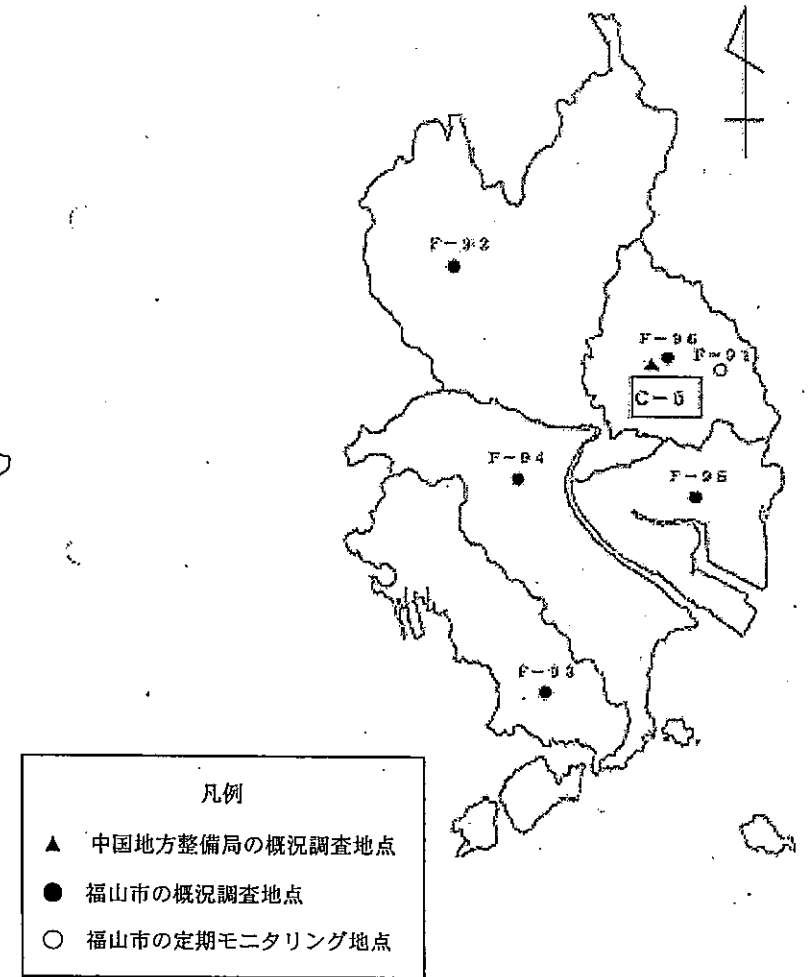 F-92
F-96
F-91
C-5
F-94
F-95
F-93
凡例
▲ 中国地方整備局の概況調査地点
● 福山市の概況調査地点
○ 福山市の定期モニタリング地点